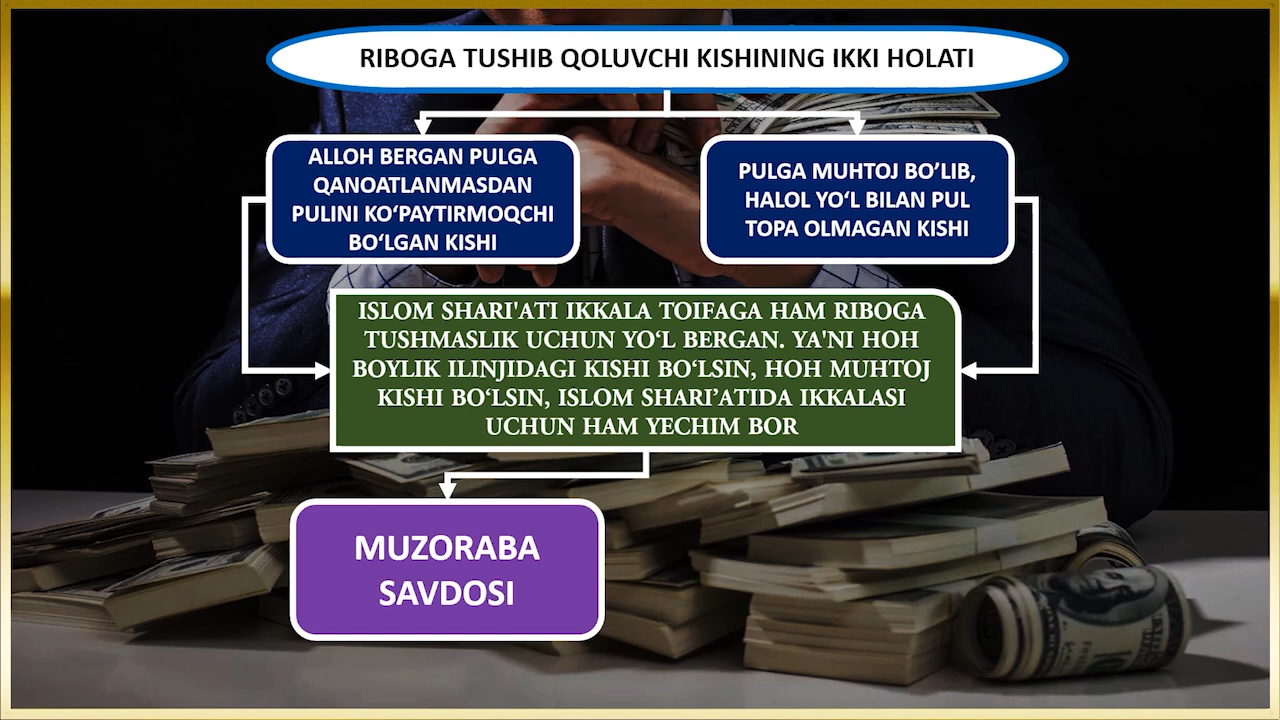 RIBOGA TUSHIB QOLUVCHI KISHINING IKKI HOLATI
ALLOH BERGAN PULGA
QANOATLANMASDAN
PULINI KO‘PAYTIRMOQCHI
BO‘LGAN KISHI
PULGA MUHTOJ BO’LIB,
HALOL YO‘L BILAN PUL
TOPA OLMAGAN KISHI
ISLOM SHARI'ATI IKKALA TOIFAGA HAM RIBOGA
TUSHMASLIK UCHUN YO‘L BERGAN. YA'NI HOH
BOYLIK ILINJIDAGI KISHI BO‘LSIN, HOH MUHTOJ
KISHI BO‘LSIN, ISLOM SHARI’ATIDA IKKALASI
UCHUN HAM YECHIM BOR
MUZORABA
SAVDOSI